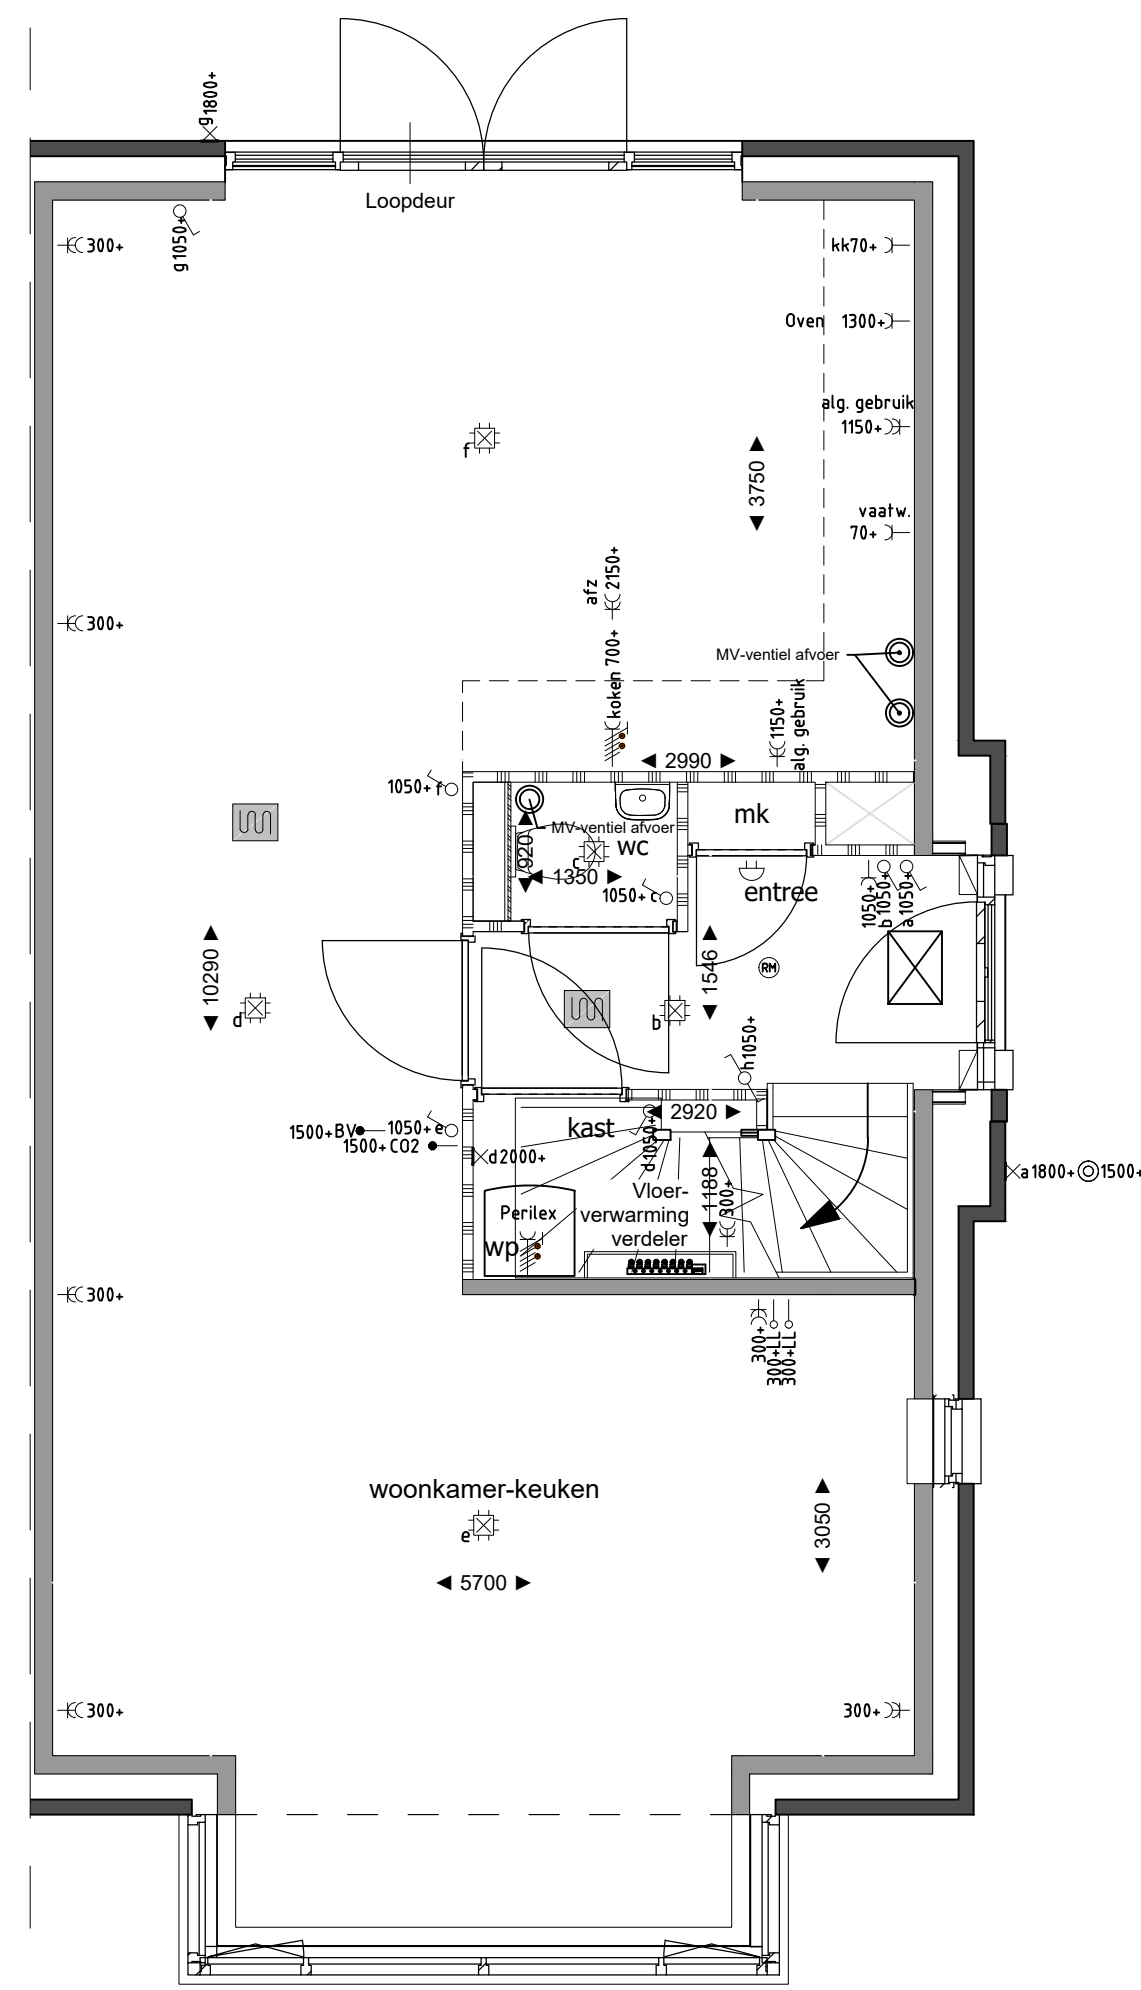 g1800+
Loopdeur
g1050+
300+
kk70+
Oven 1300+
alg. gebruik
1150+
f
3750
vaatw.
70+
afz
2150+
300+
koken 700+
MV-ventiel afvoer
1150+
alg. gebruik
2990
1050+ f
mk
MV-ventiel afvoer
920
wc
c
1350
1050+ c
entree
1050+
b1050+
a1050+
10290
1546
RM
d
b
h1050+
2920
kast
1500+BV
1050+ e
1500+CO2
d2000+
d1050+
a1800+
1500+
1188
300+
Vloer-
verwarming
verdeler
Perilex
wp
300+
300+
300+LL
300+LL
woonkamer-keuken
e
3050
5700
300+
300+